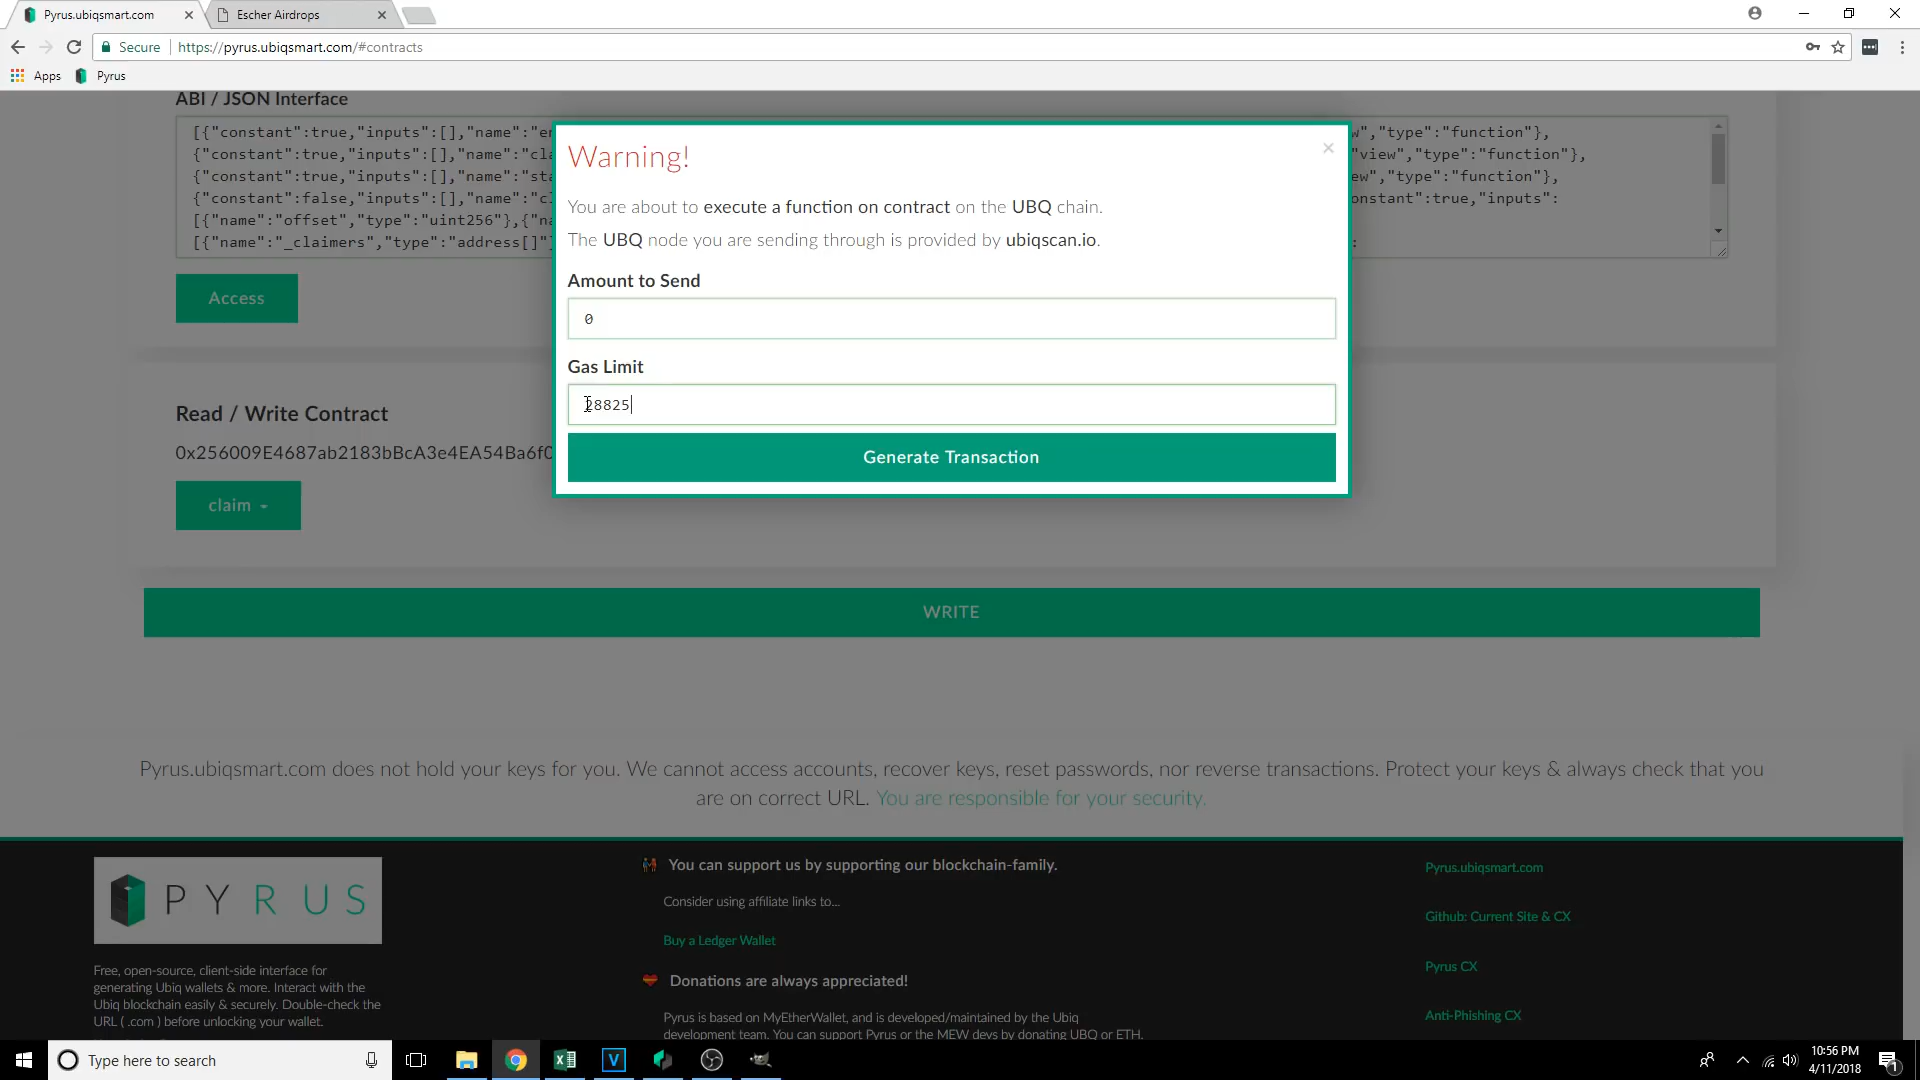 Pyrus.ubiqsmart.com
Escher Airdrops
Secure
https://pyrus.ubiqsmart.com/#contracts
Apps
Pyrus
ABI / JSON Interface
[{"constant":true,"inputs":[],"name":"en
w","type":"function"},
{"constant":true,"inputs":[],"name":"cla
"view","type":"function"},
{"constant":true,"inputs":[],"name":"sta
ew","type":"function"},
{"constant":false,"inputs":[],"name":"cl
onstant":true,"inputs":
[{"name":"offset","type":"uint256"},{"na
[{"name":"_claimers","type":"address[]"
:
Access
Read / Write Contract
0x256009E4687ab2183bBcA3e4EA54Ba6f0
claim
WRITE
Warning!
×
You are about to execute a function on contract on the UBQ chain.
The UBQ node you are sending through is provided by ubiqscan.io.
Amount to Send
0
Gas Limit
28825
Generate Transaction
Pyrus.ubiqsmart.com does not hold your keys for you. We cannot access accounts, recover keys, reset passwords, nor reverse transactions. Protect your keys & always check that you
are on correct URL. You are responsible for your security.
PYRUS
Free, open-source, client-side interface for
generating Ubiq wallets & more. Interact with the
Ubiq blockchain easily & securely. Double-check the
URL ( .com ) before unlocking your wallet.
You can support us by supporting our blockchain-family.
Consider using affiliate links to...
Buy a Ledger Wallet
Donations are always appreciated!
Pyrus is based on MyEtherWallet, and is developed/maintained by the Ubiq
development team. You can support Pyrus or the MEW devs by donating UBQ or ETH.
Pyrus.ubiqsmart.com
Github: Current Site & CX
Pyrus CX
Anti-Phishing CX
Type here to search
10:56 PM
4/11/2018
1